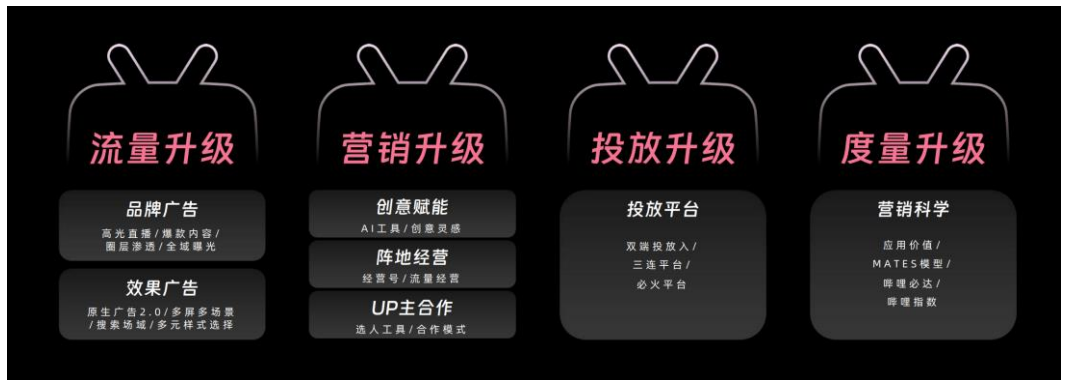 流量升级
品牌广告
高光直播/爆款内容/
圈层渗透/全域曝光
效果广告
原生广告2.0/多屏多场景
/搜索场域/多元样式选择
营销升级
创意赋能
AI工具/创意灵感
阵地经营
经营号/流量经营
UP主合作
选人工具/合作模式
投放升级
投放平台
双端投放入/
三连平台/
必火平台
度量升级
营销科学
应用价值/
MATES模型/
哔哩必达/
哔哩指数